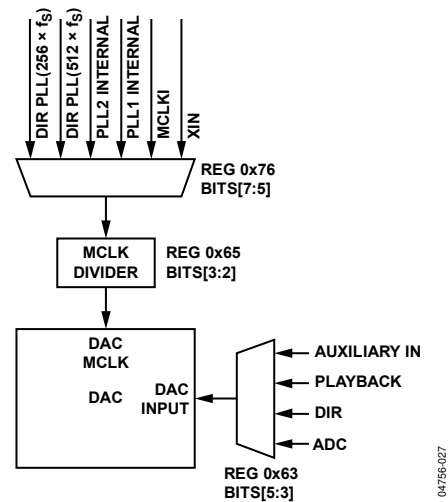 DIR PLL(256 × fS)
DIR PLL(512 × fS)
PLL2 INTERNAL
PLL1 INTERNAL
MCLKI
XIN
REG 0x76
BITS[7:5]
MCLK
DIVIDER
REG 0x65
BITS[3:2]
DAC
MCLK
DAC
DAC
INPUT
AUXILIARY IN
PLAYBACK
DIR
ADC
REG 0x63
BITS[5:3]
04756-027